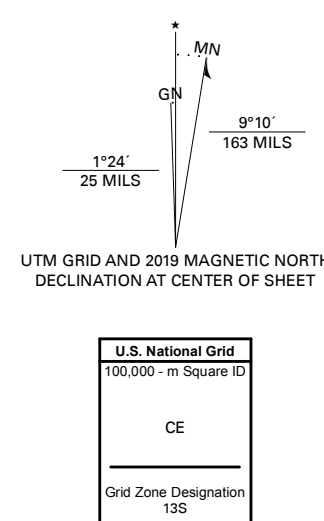 ★
MN
GN
9°10´
163 MILS
1°24´
25 MILS
UTM GRID AND 2019 MAGNETIC NORTH
DECLINATION AT CENTER OF SHEET
U.S. National Grid
100,000 - m Square ID
CE
Grid Zone Designation
13S